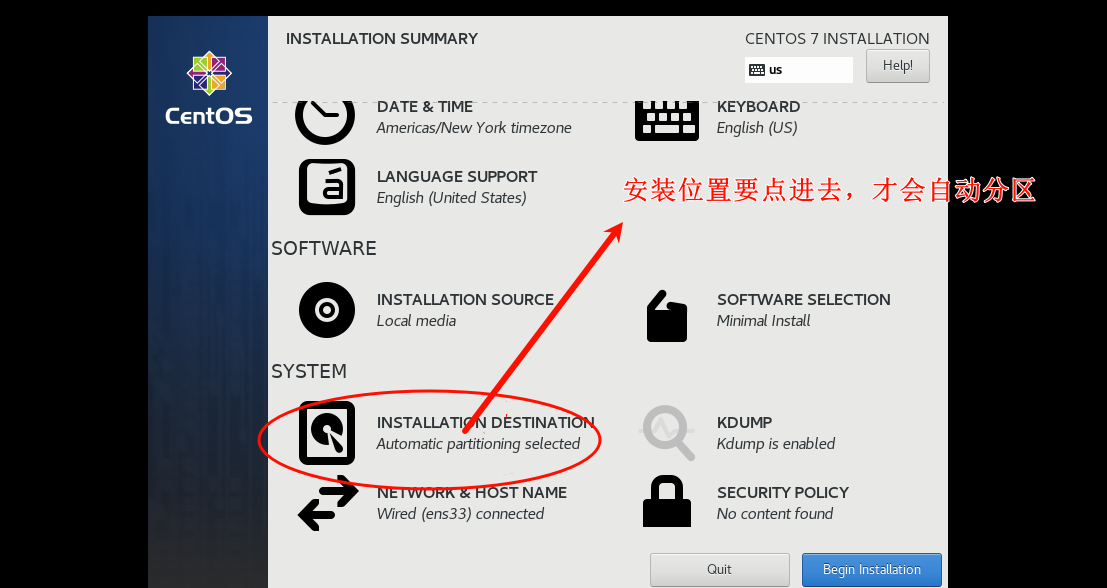 INSTALLATION SUMMARY
CENTOS 7 INSTALLATION
us
Help!
CentOS
DATE & TIME
Americas/New York timezone
KEYBOARD
English (US)
LANGUAGE SUPPORT
English (United States)
安装位置要点进去，才会自动分区
SOFTWARE
INSTALLATION SOURCE
Local media
SOFTWARE SELECTION
Minimal Install
SYSTEM
INSTALLATION DESTINATION
Automatic partitioning selected
KDUMP
Kdump is enabled
NETWORK & HOST NAME
Wired (ens33) connected
SECURITY POLICY
No content found
Quit
Begin Installation